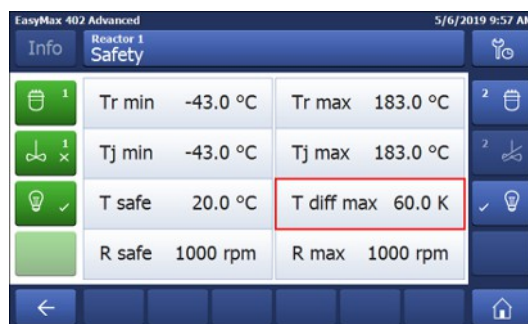 EasyMax 402 Advanced 5/6/2019 9:57 AM
Info
Reactor 1
Safety
1 Tr min -43.0 °C Tr max 183.0 °C 2
1 Tj min -43.0 °C Tj max 183.0 °C 2
T safe 20.0 °C T diff max 60.0 K
R safe 1000 rpm R max 1000 rpm